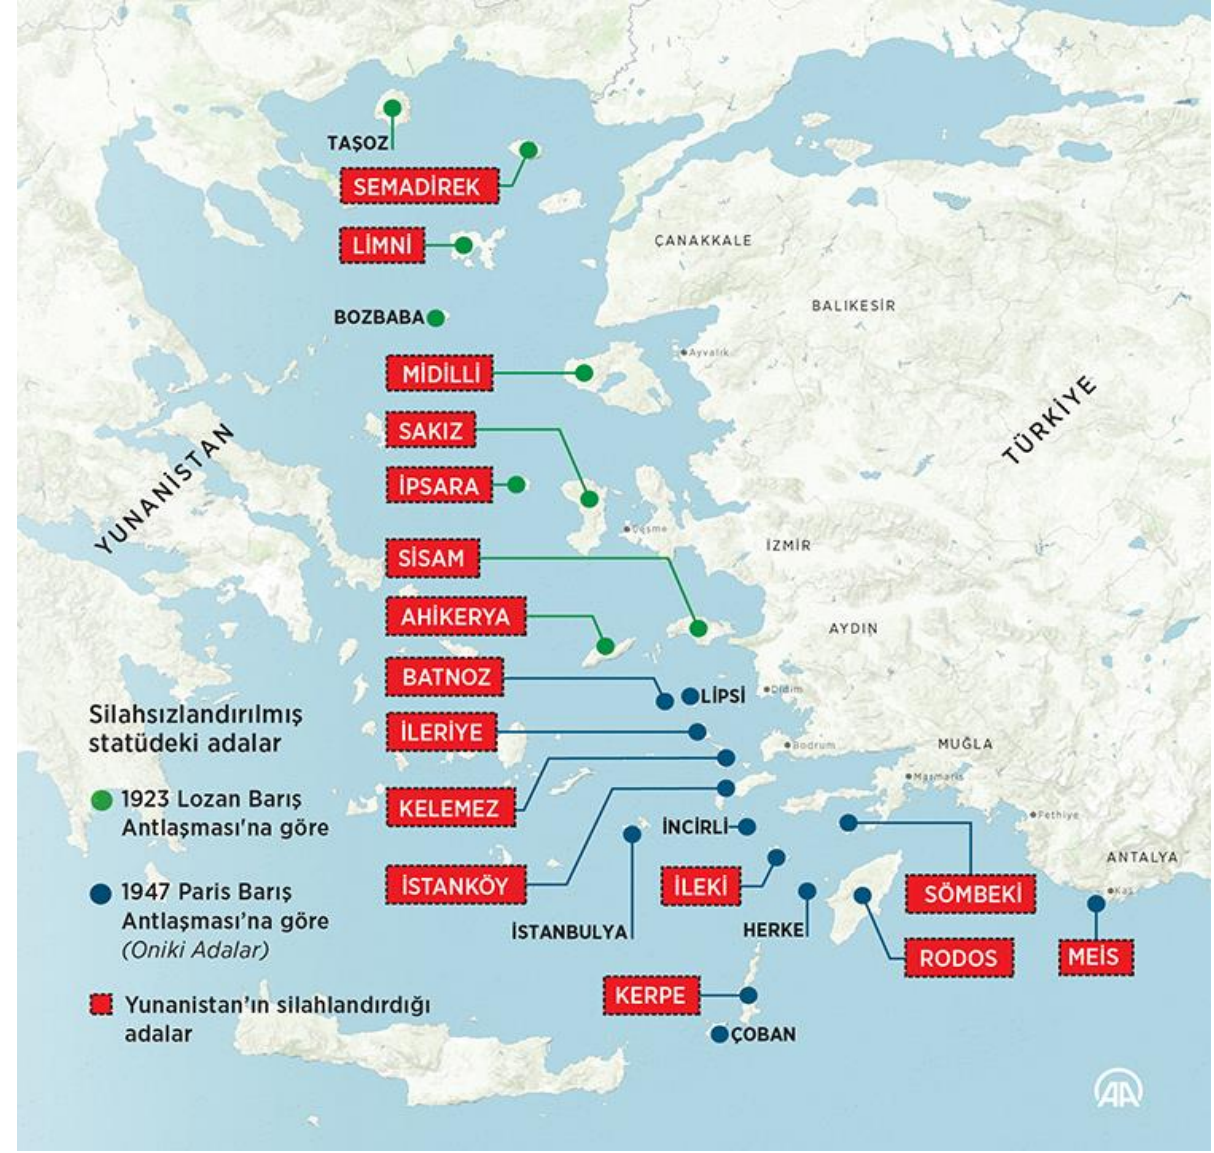 TAŞOZ
SEMADİREK
LİMNİ
ÇANAKKALE
BALIKESİR
BOZBABA
Ayvalık
MİDİLLİ
TÜRKİYE
SAKIZ
YUNANİSTAN
İPSARA
Çeşme
İZMİR
SİSAM
AHİKERYA
AYDIN
BATNOZ
LİPSİ
Didim
Silahsızlandırılmış
statüdeki adalar
İLERİYE
Bodrum
MUĞLA
Marmaris
1923 Lozan Barış
Antlaşması'na göre
KELEMEZ
İNCİRLİ
Fethiye
ANTALYA
İSTANKÖY
İLEKİ
SÖMBEKİ
Kaş
1947 Paris Barış
Antlaşması’na göre
(Oniki Adalar)
İSTANBULYA
HERKE
RODOS
MEİS
KERPE
Yunanistan’ın silahlandırdığı
adalar
ÇOBAN
AA